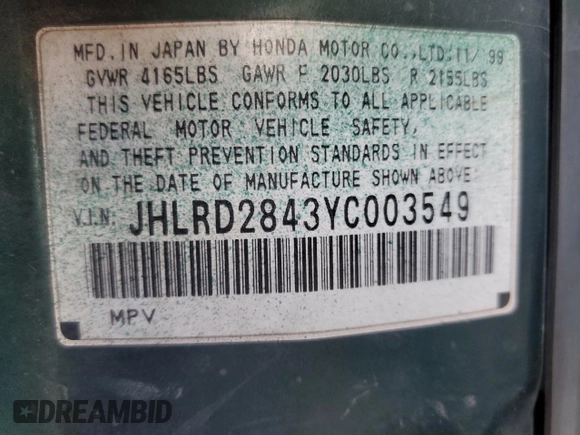 MFD. IN JAPAN BY HONDA MOTOR CO., LTD. 11/99
GVWR 4165LBS GAWR F 2030LBS R 2155LBS
THIS VEHICLE CONFORMS TO ALL APPLICABLE
FEDERAL MOTOR VEHICLE SAFETY,
AND THEFT PREVENTION STANDARDS IN EFFECT
ON THE DATE OF MANUFACTURE SHOWN ABOVE:
V.I.N: JHLRD2843YC003549
MPV
DREAMBID